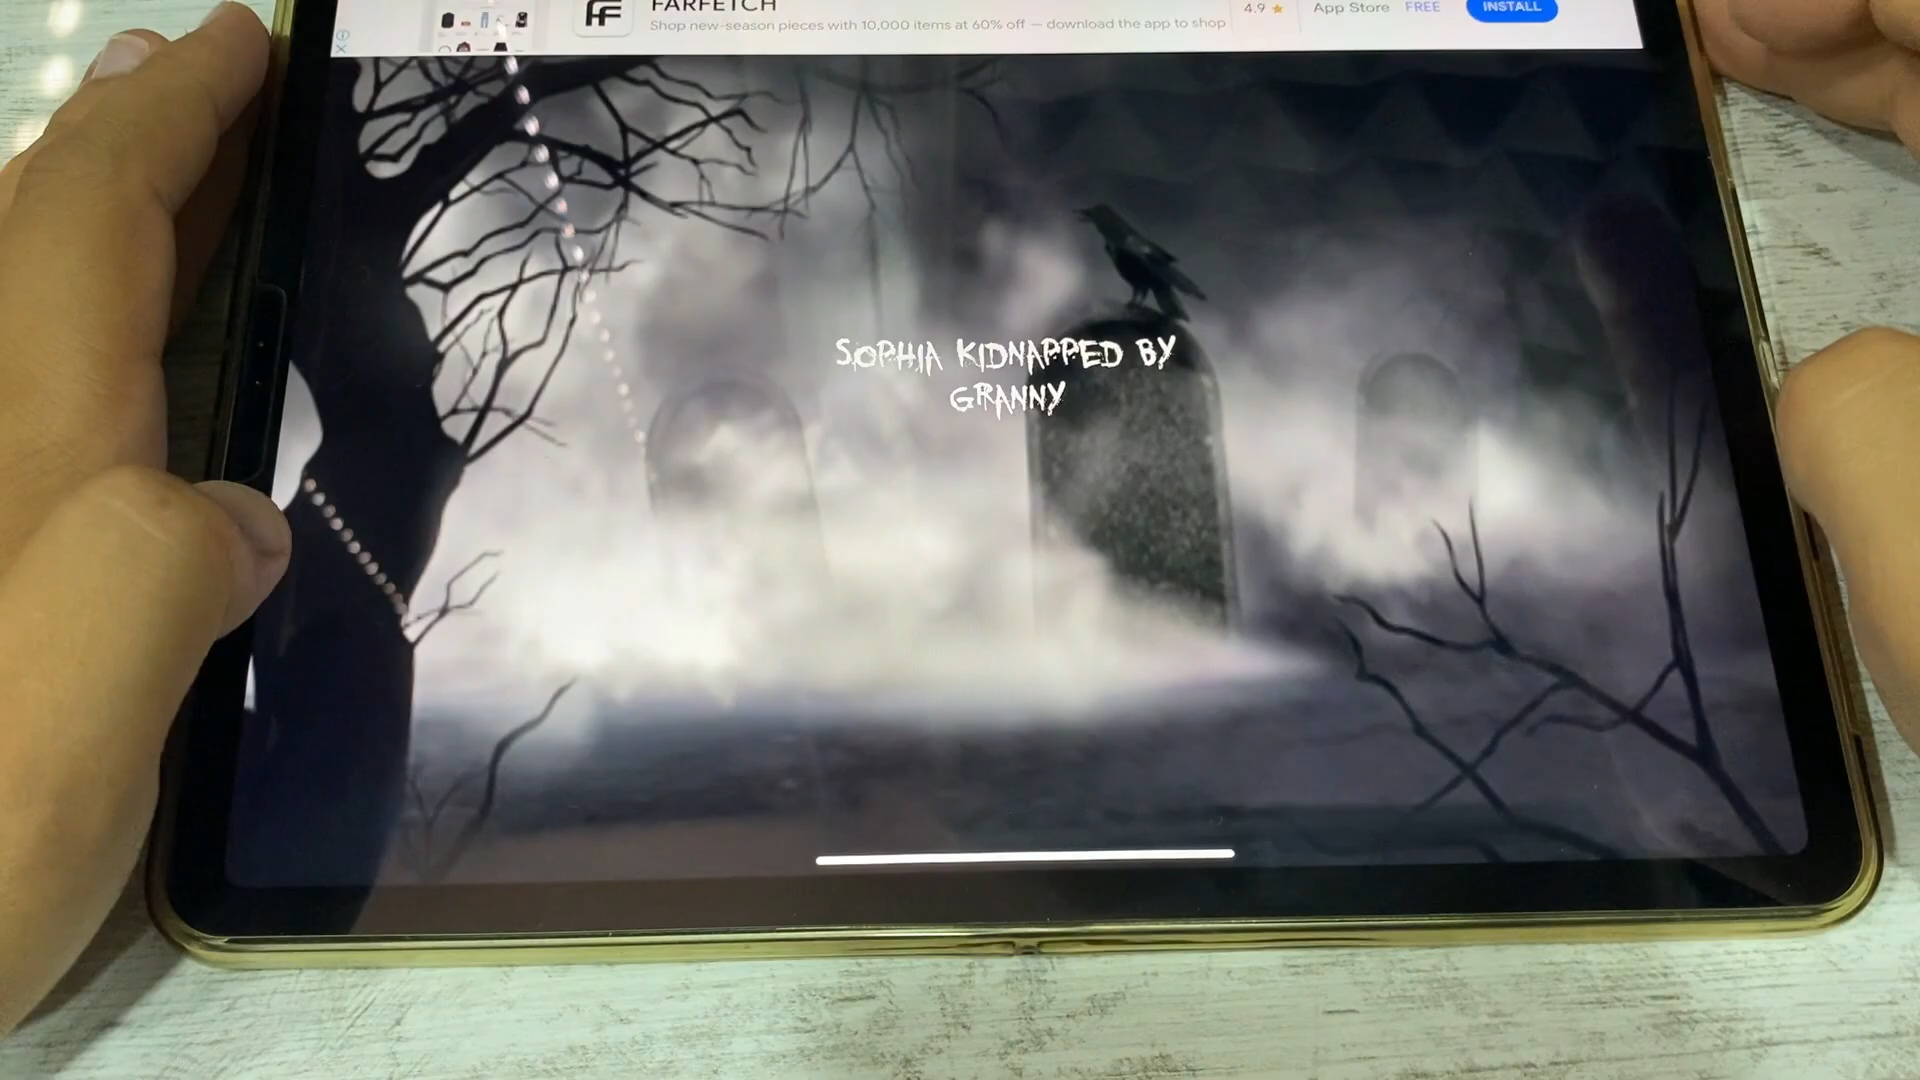 FARFETCH
Shop new-season pieces with 10,000 items at 60% off — download the app to shop
4.9 ★
App Store FREE
INSTALL
SOPHIA KIDNAPPED BY
GRANNY